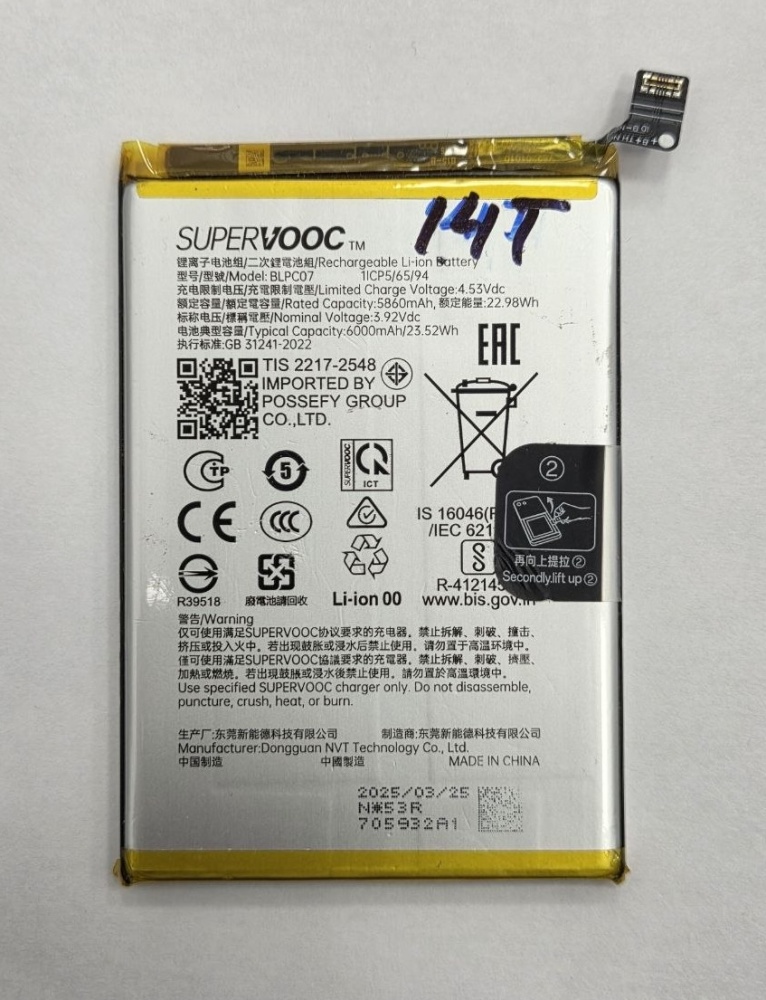 14T
SUPERVOOC TM
锂离子电池组/二次鋰電池組/Rechargeable Li-ion Battery
型号/型號/Model: BLPC07 1ICP5/65/94
充电限制电压/充電限制電壓/Limited Charge Voltage:4.53Vdc
额定容量/額定電容量/Rated Capacity:5860mAh, 额定能量:22.98Wh
标称电压/標稱電壓/Nominal Voltage:3.92Vdc
电池典型容量/Typical Capacity:6000mAh/23.52Wh
执行标准:GB 31241-2022
EAC
TIS 2217-2548
IMPORTED BY
POSSEFY GROUP
CO.,LTD.
CTP
5
SUPERVOOC
ICT
CE
CCC
IS 16046(
/IEC 62
R-41214
www.bis.gov.in
R39518
廢電池請回收
Li-ion 00
②
再向上提拉②
Secondly.lift up②
警告/Warning
仅可使用满足SUPERVOOC协议要求的充电器。禁止拆解、刺破、撞击、
挤压或投入火中。若出现鼓胀或浸水后禁止使用。请勿置于高温环境中。
僅可使用滿足SUPERVOOC協議要求的充電器。禁止拆解、刺破、擠壓、
加熱或燃燒。若出現鼓脹或浸水後禁止使用。請勿置於高溫環境中。
Use specified SUPERVOOC charger only. Do not disassemble,
puncture, crush, heat, or burn.
生产厂:东莞新能德科技有限公司 制造商:东莞新能德科技有限公司
Manufacturer:Dongguan NVT Technology Co., Ltd.
中国制造 中國製造 MADE IN CHINA
2025/03/25
N※53R
705932A1